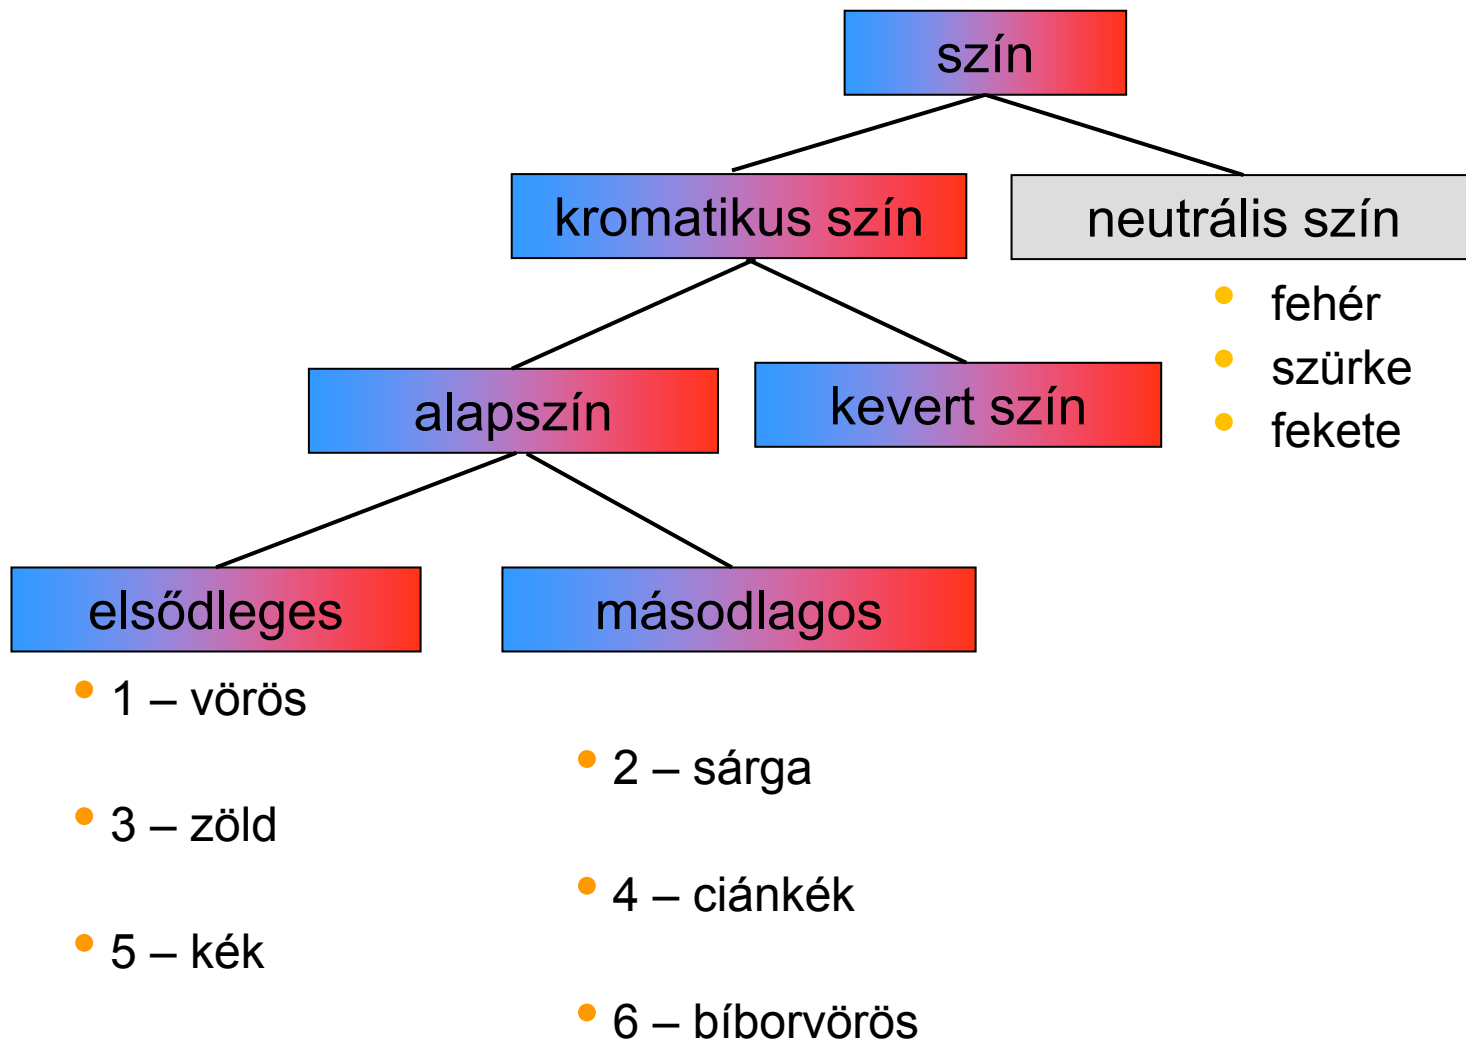 szín
kromatikus szín
neutrális szín
fehér
szürke
fekete
alapszín
kevert szín
elsődleges
másodlagos
1 – vörös
2 – sárga
3 – zöld
4 – ciánkék
5 – kék
6 – bíborvörös